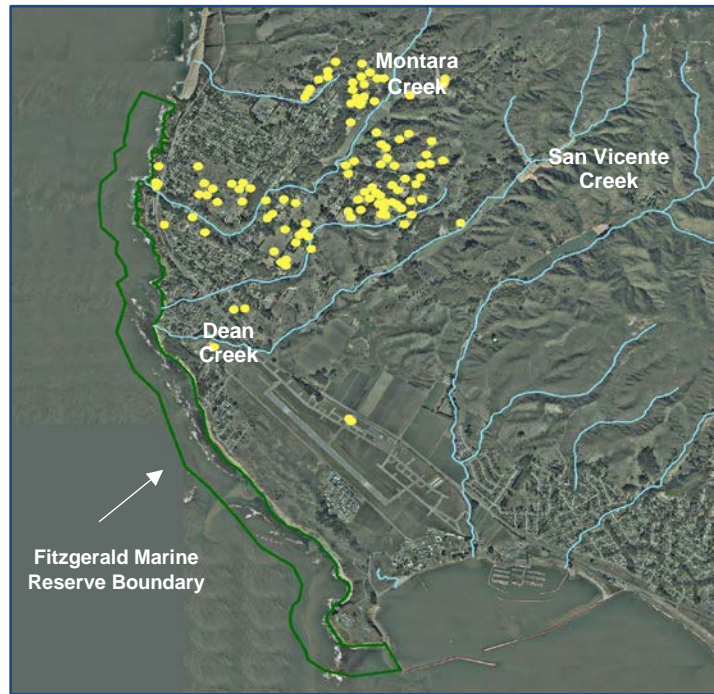 Montara
Creek
San Vicente
Creek
Dean
Creek
Fitzgerald Marine
Reserve Boundary